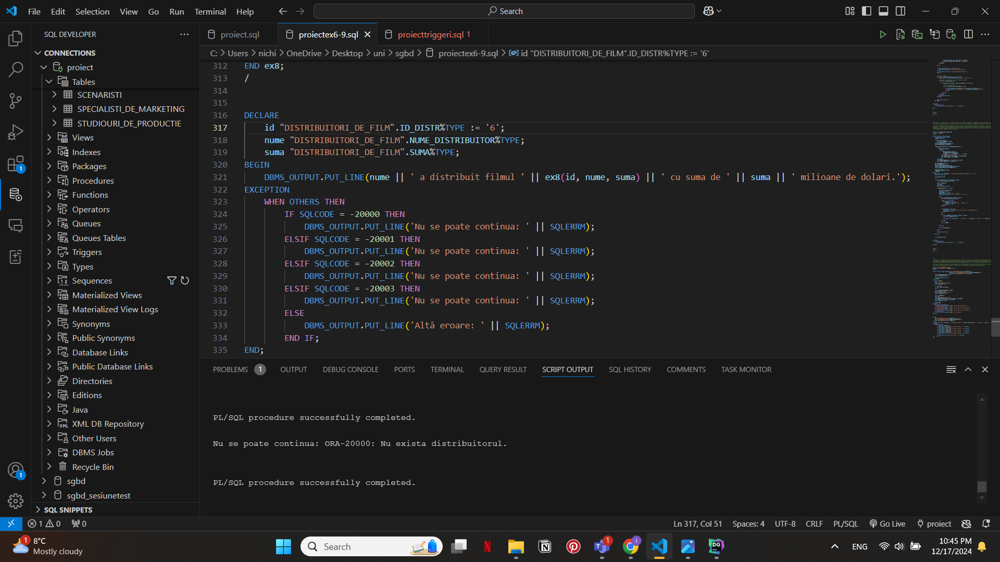 File Edit Selection View Go Run Terminal Help
Search
SQL DEVELOPER
CONNECTIONS
proiect
Tables
SCENARISTI
SPECIALISTI_DE_MARKETING
STUDIOURI_DE_PRODUCTIE
Views
Indexes
Packages
Procedures
Functions
Operators
Queues
Queues Tables
Triggers
Types
Sequences
Materialized Views
Materialized View Logs
Synonyms
Public Synonyms
Database Links
Public Database Links
Directories
Editions
Java
XML DB Repository
Other Users
DBMS Jobs
Recycle Bin
sgbd
sgbd_sesiunetest
SQL SNIPPETS
1
1
proiect.sql
proiectex6-9.sql
proiecttriggeri.sql 1
C: > Users > nichi > OneDrive > Desktop > uni > sgbd > proiectex6-9.sql > id "DISTRIBUITORI_DE_FILM".ID_DISTR%TYPE := '6'
312 END ex8;
313 /
314
315
316 DECLARE
317 id "DISTRIBUITORI_DE_FILM".ID_DISTR%TYPE := '6';
318 nume "DISTRIBUITORI_DE_FILM".NUME_DISTRIBUITOR%TYPE;
319 suma "DISTRIBUITORI_DE_FILM".SUMA%TYPE;
320 BEGIN
321 DBMS_OUTPUT.PUT_LINE(nume || ' a distribuit filmul ' || ex8(id, nume, suma) || ' cu suma de ' || suma || ' milioane de dolari.');
322 EXCEPTION
323 WHEN OTHERS THEN
324 IF SQLCODE = -20000 THEN
325 DBMS_OUTPUT.PUT_LINE('Nu se poate continua: ' || SQLERRM);
326 ELSIF SQLCODE = -20001 THEN
327 DBMS_OUTPUT.PUT_LINE('Nu se poate continua: ' || SQLERRM);
328 ELSIF SQLCODE = -20002 THEN
329 DBMS_OUTPUT.PUT_LINE('Nu se poate continua: ' || SQLERRM);
330 ELSIF SQLCODE = -20003 THEN
331 DBMS_OUTPUT.PUT_LINE('Nu se poate continua: ' || SQLERRM);
332 ELSE
333 DBMS_OUTPUT.PUT_LINE('Altă eroare: ' || SQLERRM);
334 END IF;
335 END;
PROBLEMS 1 OUTPUT DEBUG CONSOLE PORTS TERMINAL QUERY RESULT SCRIPT OUTPUT SQL HISTORY COMMENTS TASK MONITOR
PL/SQL procedure successfully completed.
Nu se poate continua: ORA-20000: Nu exista distribuitorul.
PL/SQL procedure successfully completed.
1 0 0
Ln 317, Col 51 Spaces: 4 UTF-8 CRLF PL/SQL Go Live proiect
1
8°C
Mostly cloudy
Search
N
DG
1
ENG
10:45 PM
12/17/2024